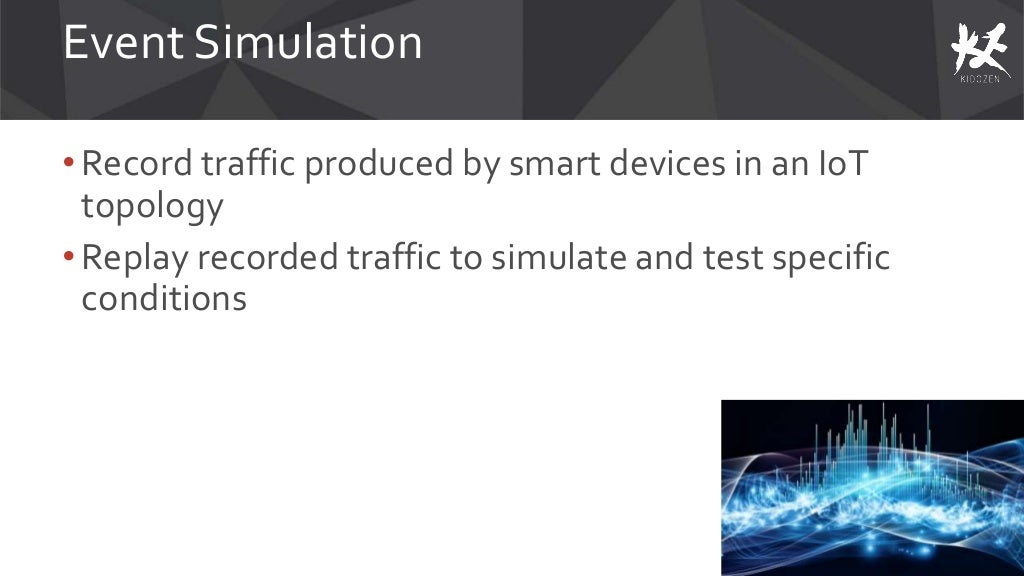 Event Simulation
KIDOZEN
• Record traffic produced by smart devices in an IoT
topology
• Replay recorded traffic to simulate and test specific
conditions